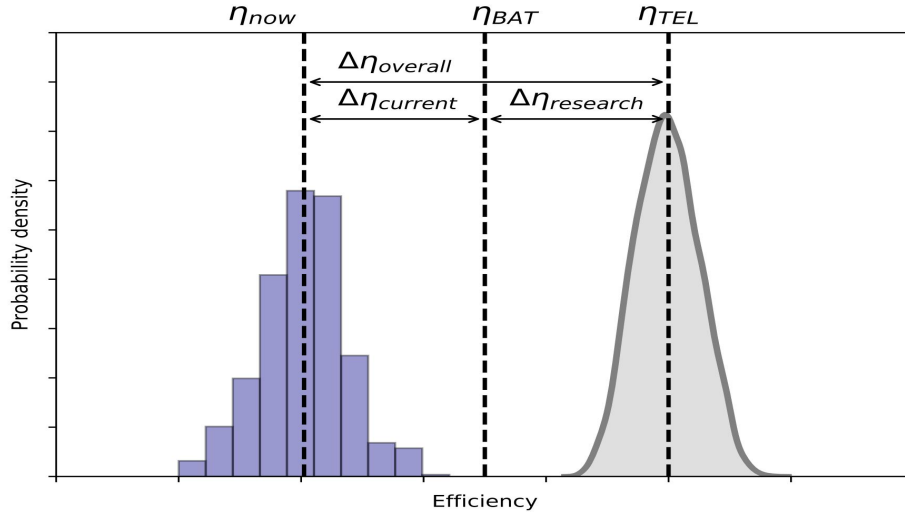 η_now η_BAT η_TEL
Δη_overall
Δη_current Δη_research
Probability density
Efficiency